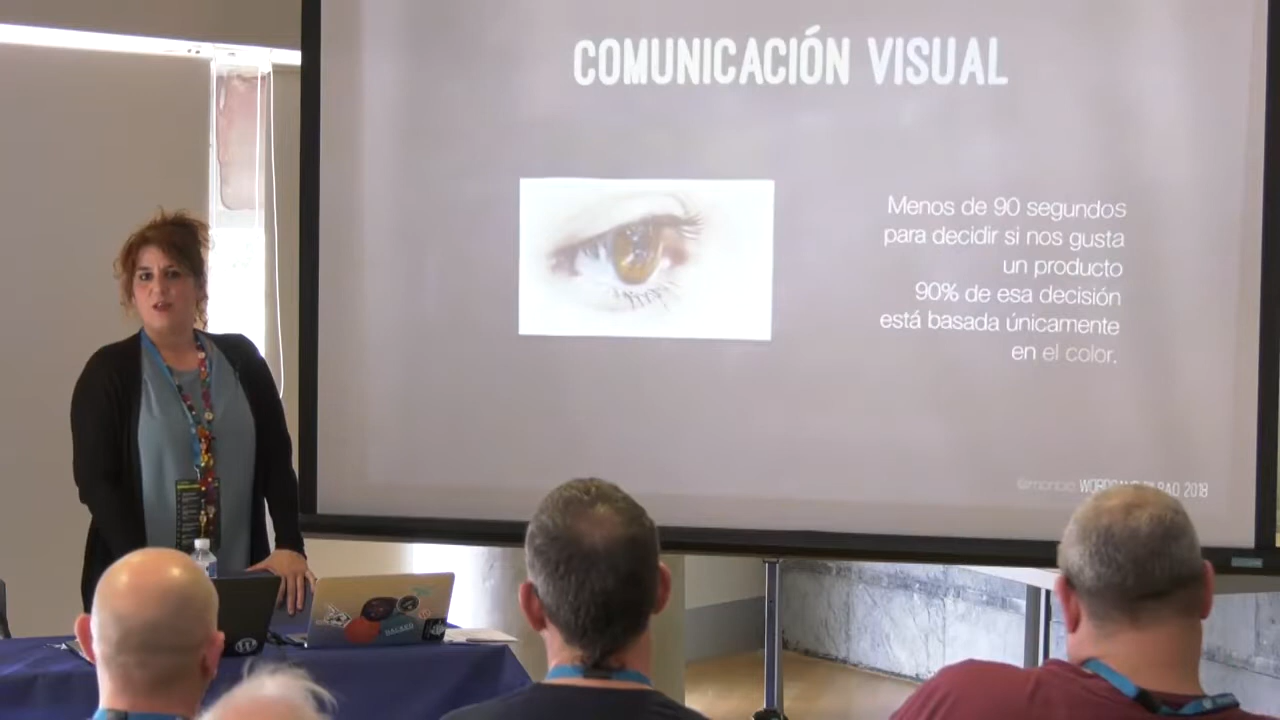 COMUNICACIÓN VISUAL
Menos de 90 segundos
para decidir si nos gusta
un producto
90% de esa decisión
está basada únicamente
en el color.
2018